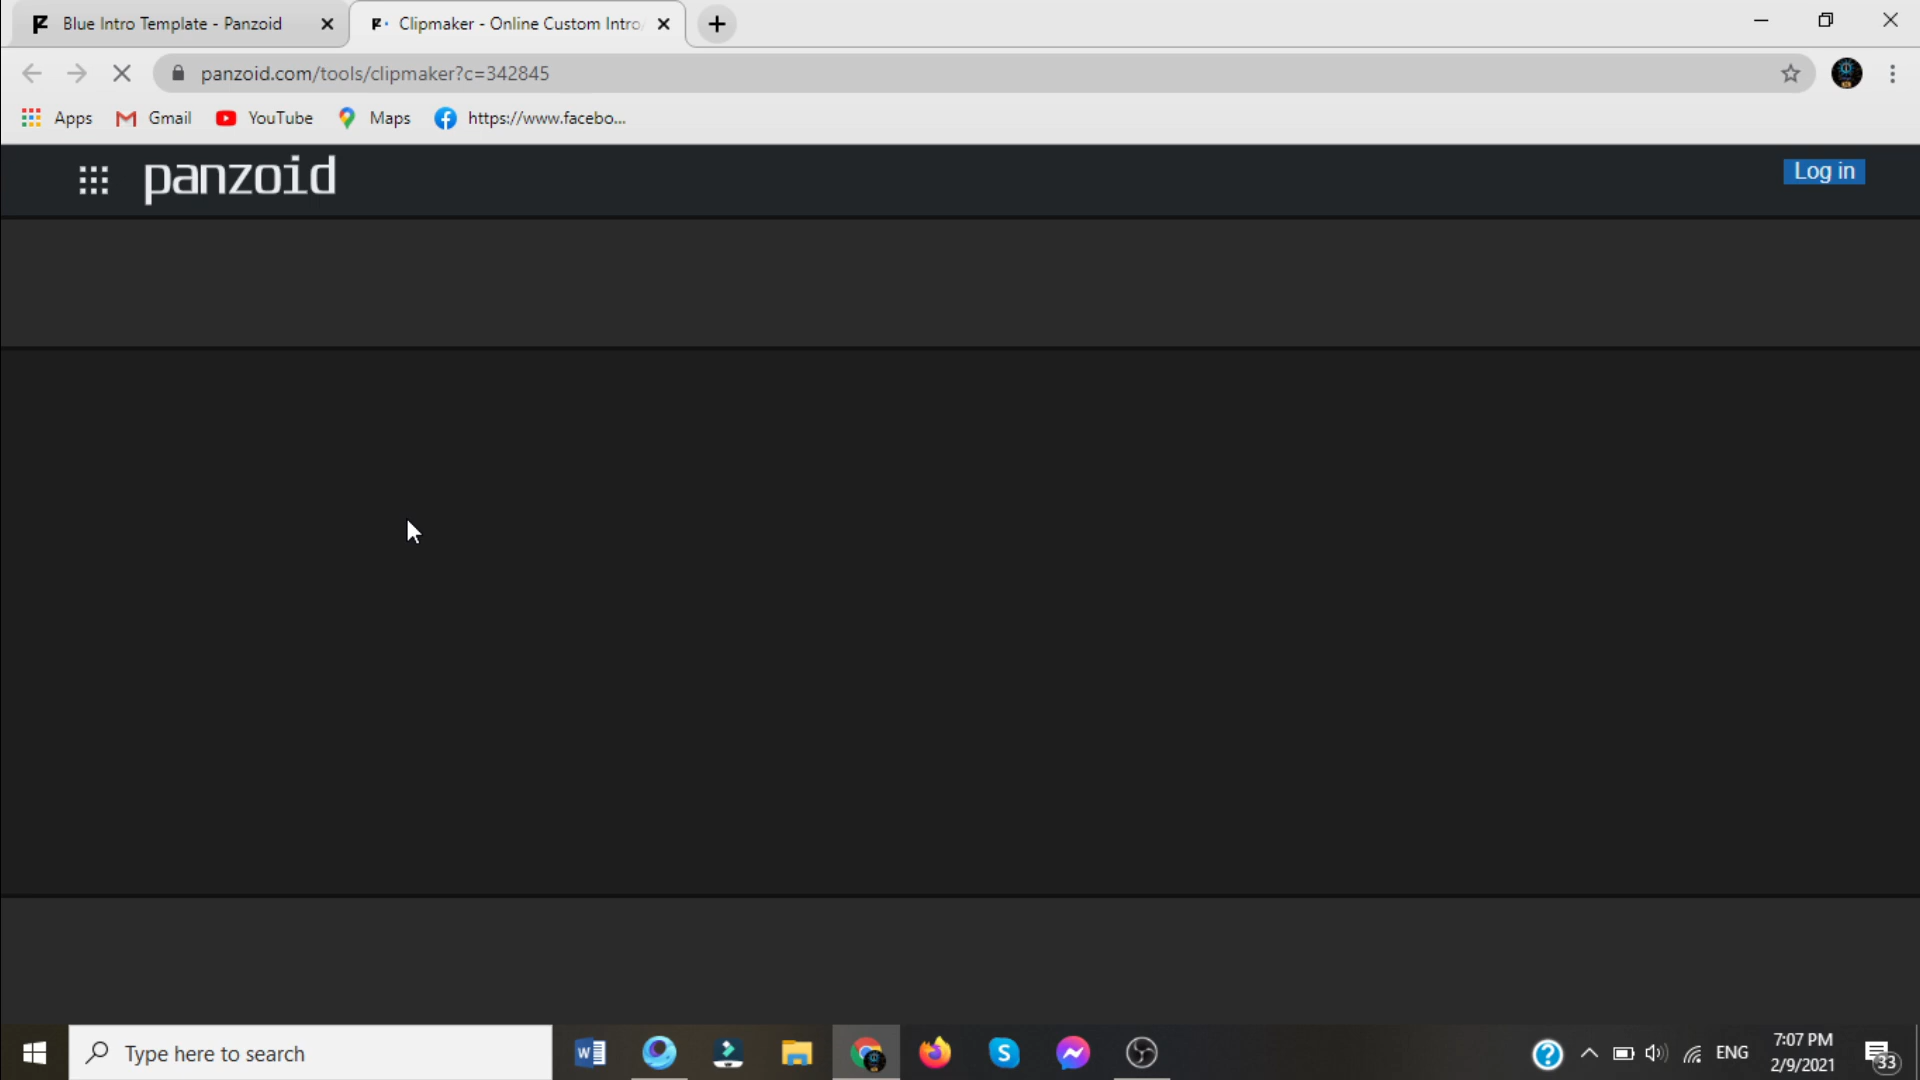 Blue Intro Template - Panzoid
Clipmaker - Online Custom Intro
panzoid.com/tools/clipmaker?c=342845
Apps
Gmail
YouTube
Maps
https://www.facebo...
panzoid
Log in
Type here to search
ENG
7:07 PM
2/9/2021
33